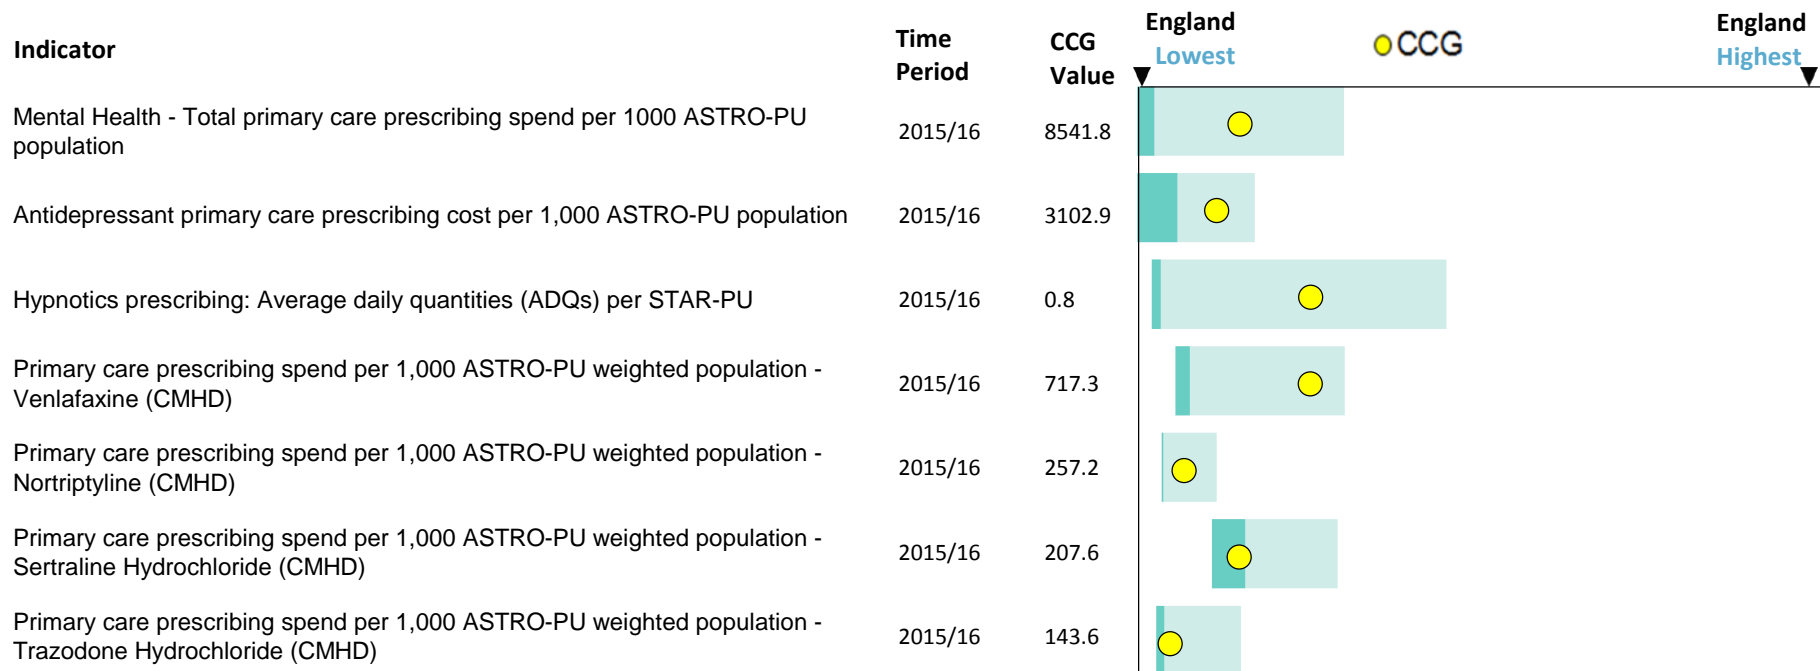 Indicator
Time
Period
CCG
Value
England
Lowest
CCG
England
Highest
Mental Health - Total primary care prescribing spend per 1000 ASTRO-PU
population
2015/16
8541.8
Antidepressant primary care prescribing cost per 1,000 ASTRO-PU population
2015/16
3102.9
Hypnotics prescribing: Average daily quantities (ADQs) per STAR-PU
2015/16
0.8
Primary care prescribing spend per 1,000 ASTRO-PU weighted population -
Venlafaxine (CMHD)
2015/16
717.3
Primary care prescribing spend per 1,000 ASTRO-PU weighted population -
Nortriptyline (CMHD)
2015/16
257.2
Primary care prescribing spend per 1,000 ASTRO-PU weighted population -
Sertraline Hydrochloride (CMHD)
2015/16
207.6
Primary care prescribing spend per 1,000 ASTRO-PU weighted population -
Trazodone Hydrochloride (CMHD)
2015/16
143.6